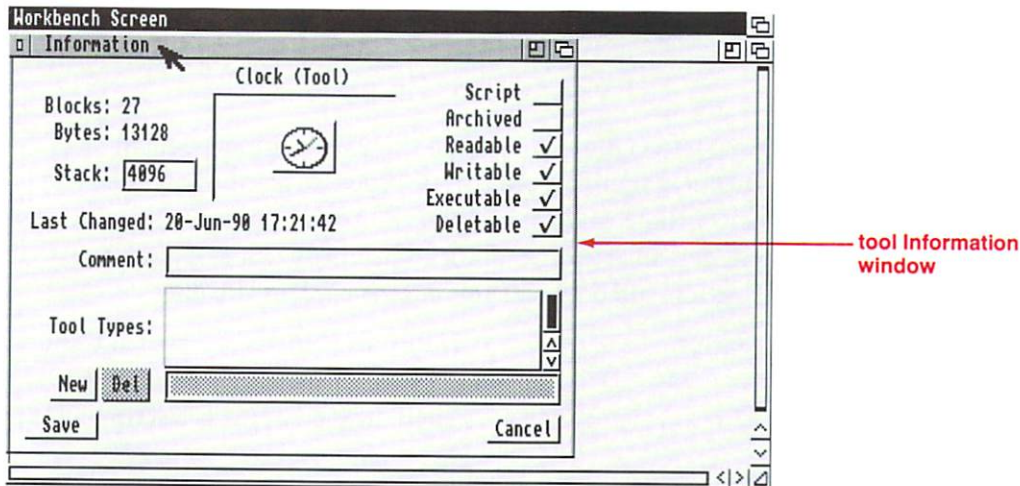 Workbench Screen
Information
Clock (Tool)
Blocks: 27
Bytes: 13128
Stack: 4096
Script
Archived
Readable ✓
Writable ✓
Executable ✓
Deletable ✓
Last Changed: 20-Jun-90 17:21:42
Comment:
Tool Types:
New Del
Save Cancel
tool Information
window